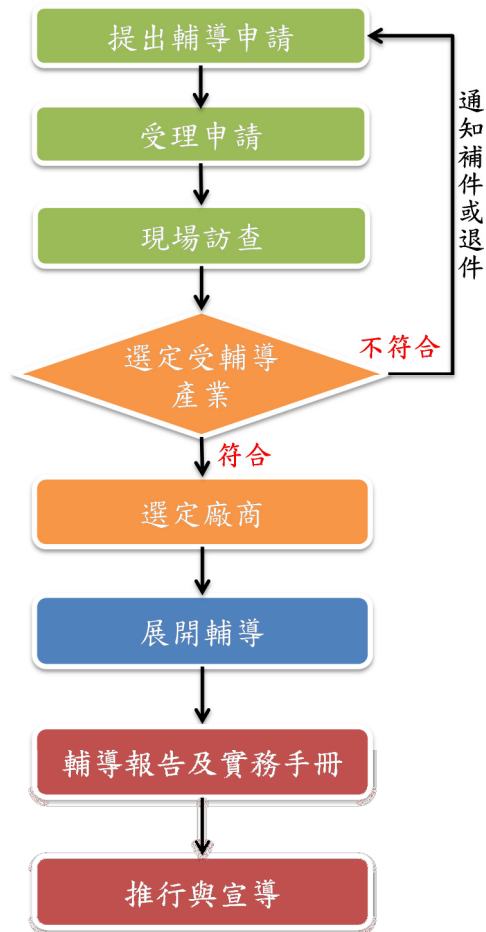 提出輔導申請
受理申請
現場訪查
選定受輔導
產業
不符合
通知補件或退件
符合
選定廠商
展開輔導
輔導報告及實務手冊
推行與宣導